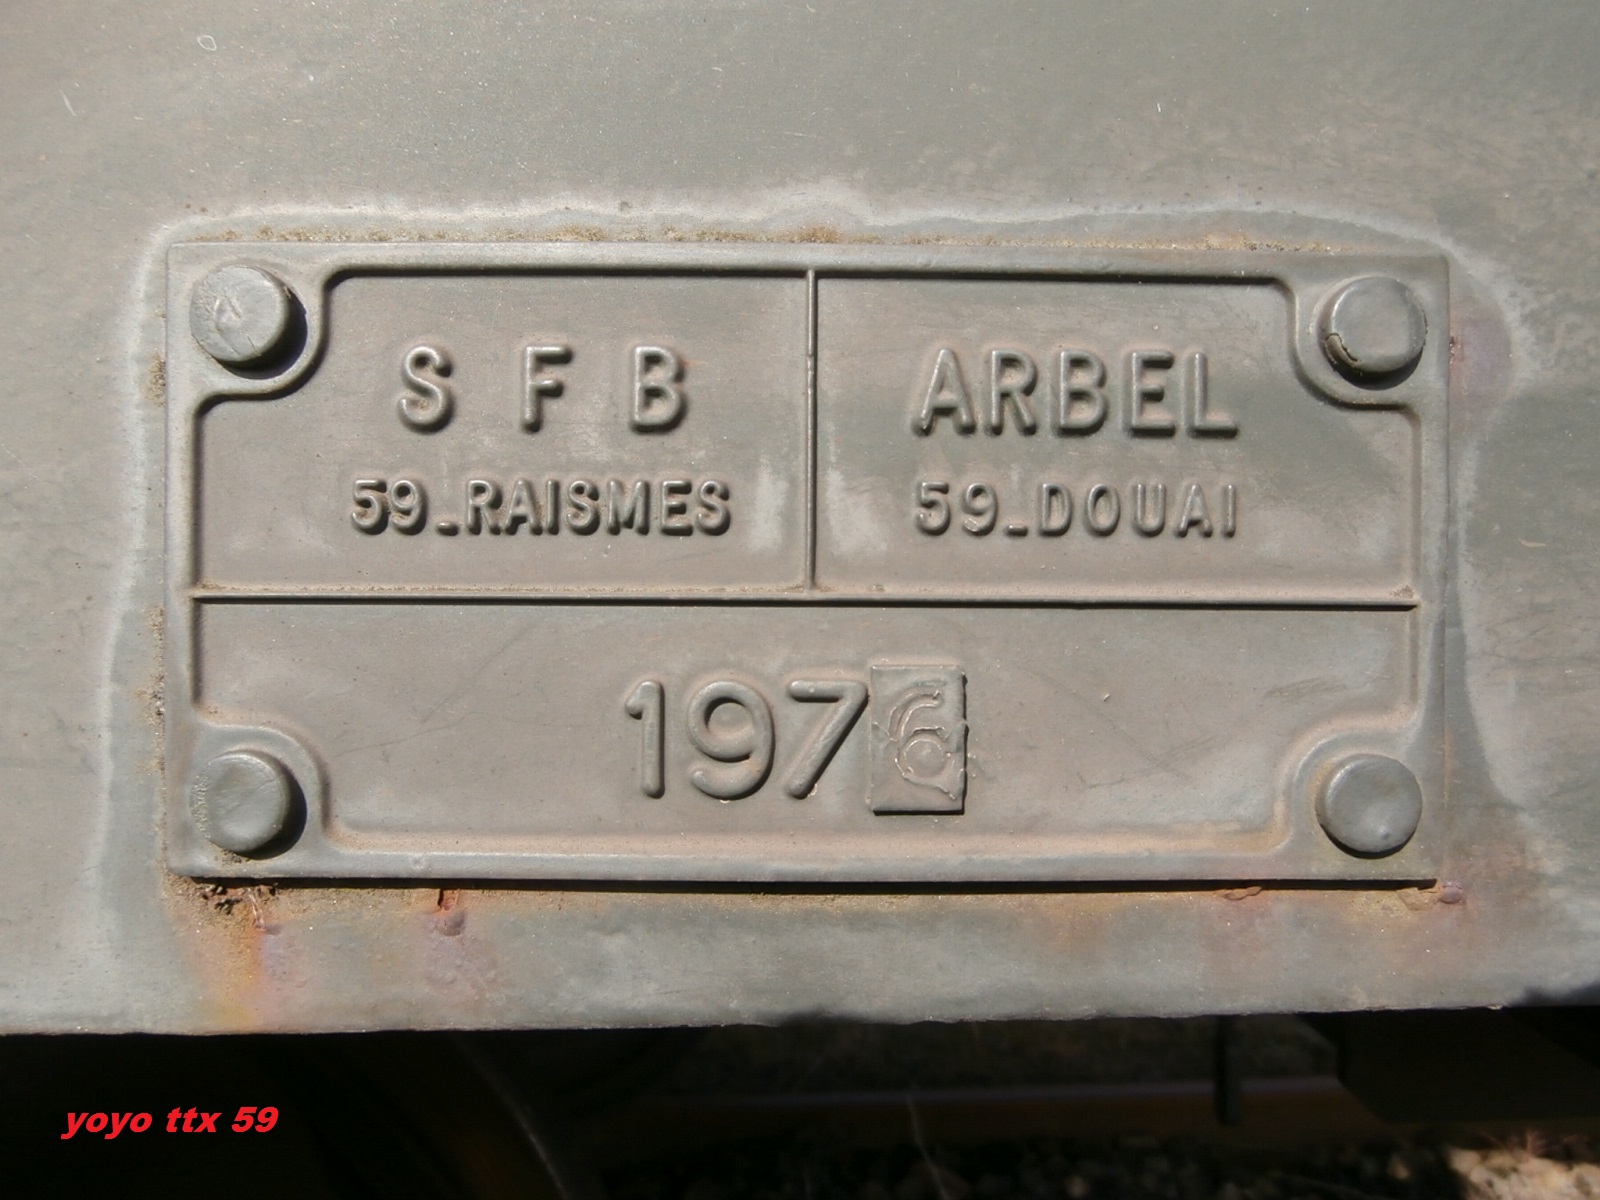 S F B
59_RAISMES
ARBEL
59_DOUAI
1976
yoyo ttx 59